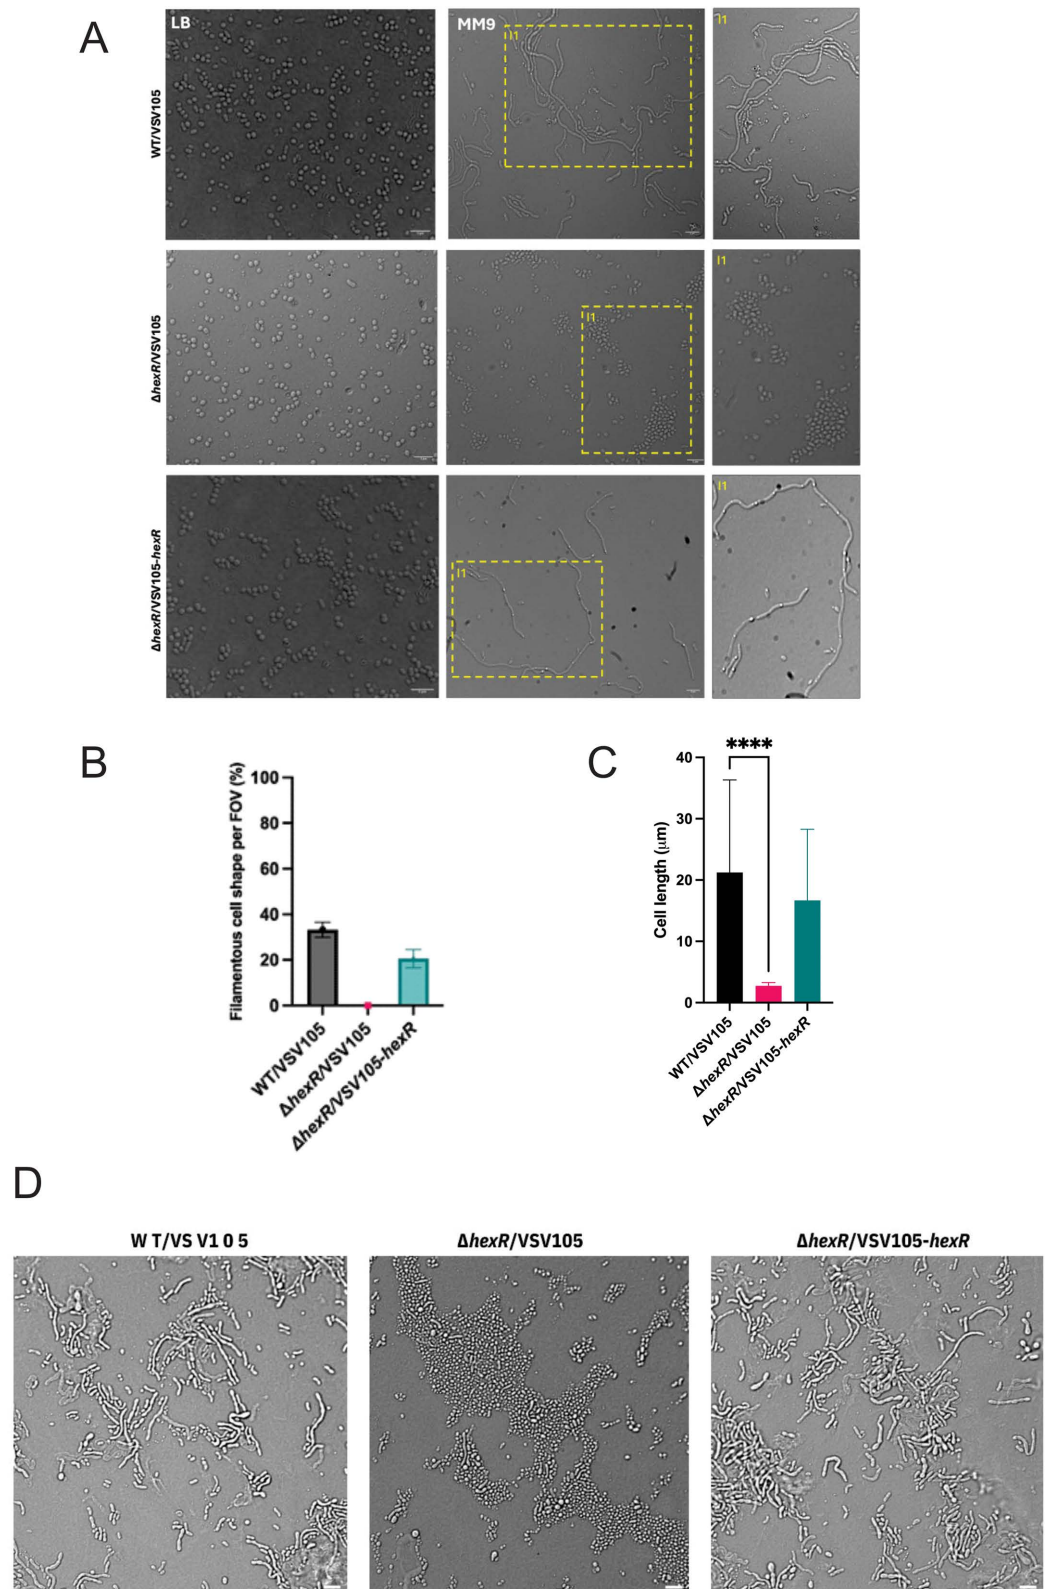 A
LB
MM9
I1
I1
WT/VSV105
I1
I1
ΔhexR/VSV105
I1
I1
ΔhexR/VSV105-hexR
B
C
Filamentous cell shape per FOV (%)
100
80
60
40
20
0
WT/VSV105
ΔhexR/VSV105
ΔhexR/VSV105-hexR
****
Cell length (μm)
40
30
20
10
0
WT/VSV105
ΔhexR/VSV105
ΔhexR/VSV105-hexR
D
W T/VS V1 0 5
ΔhexR/VSV105
ΔhexR/VSV105-hexR